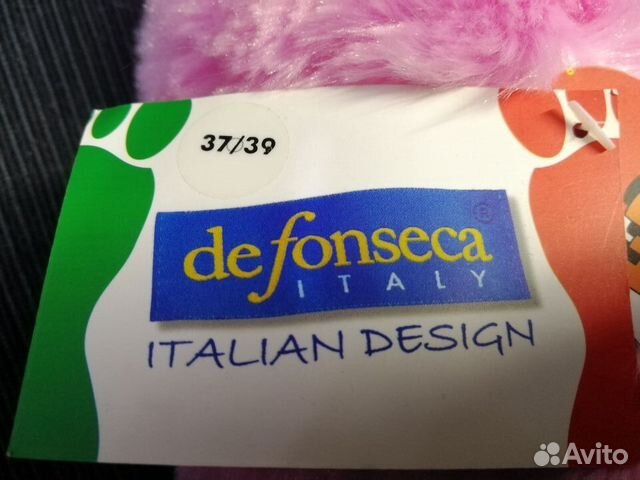 37/39
de fonseca
®
ITALY
ITALIAN DESIGN
Avito